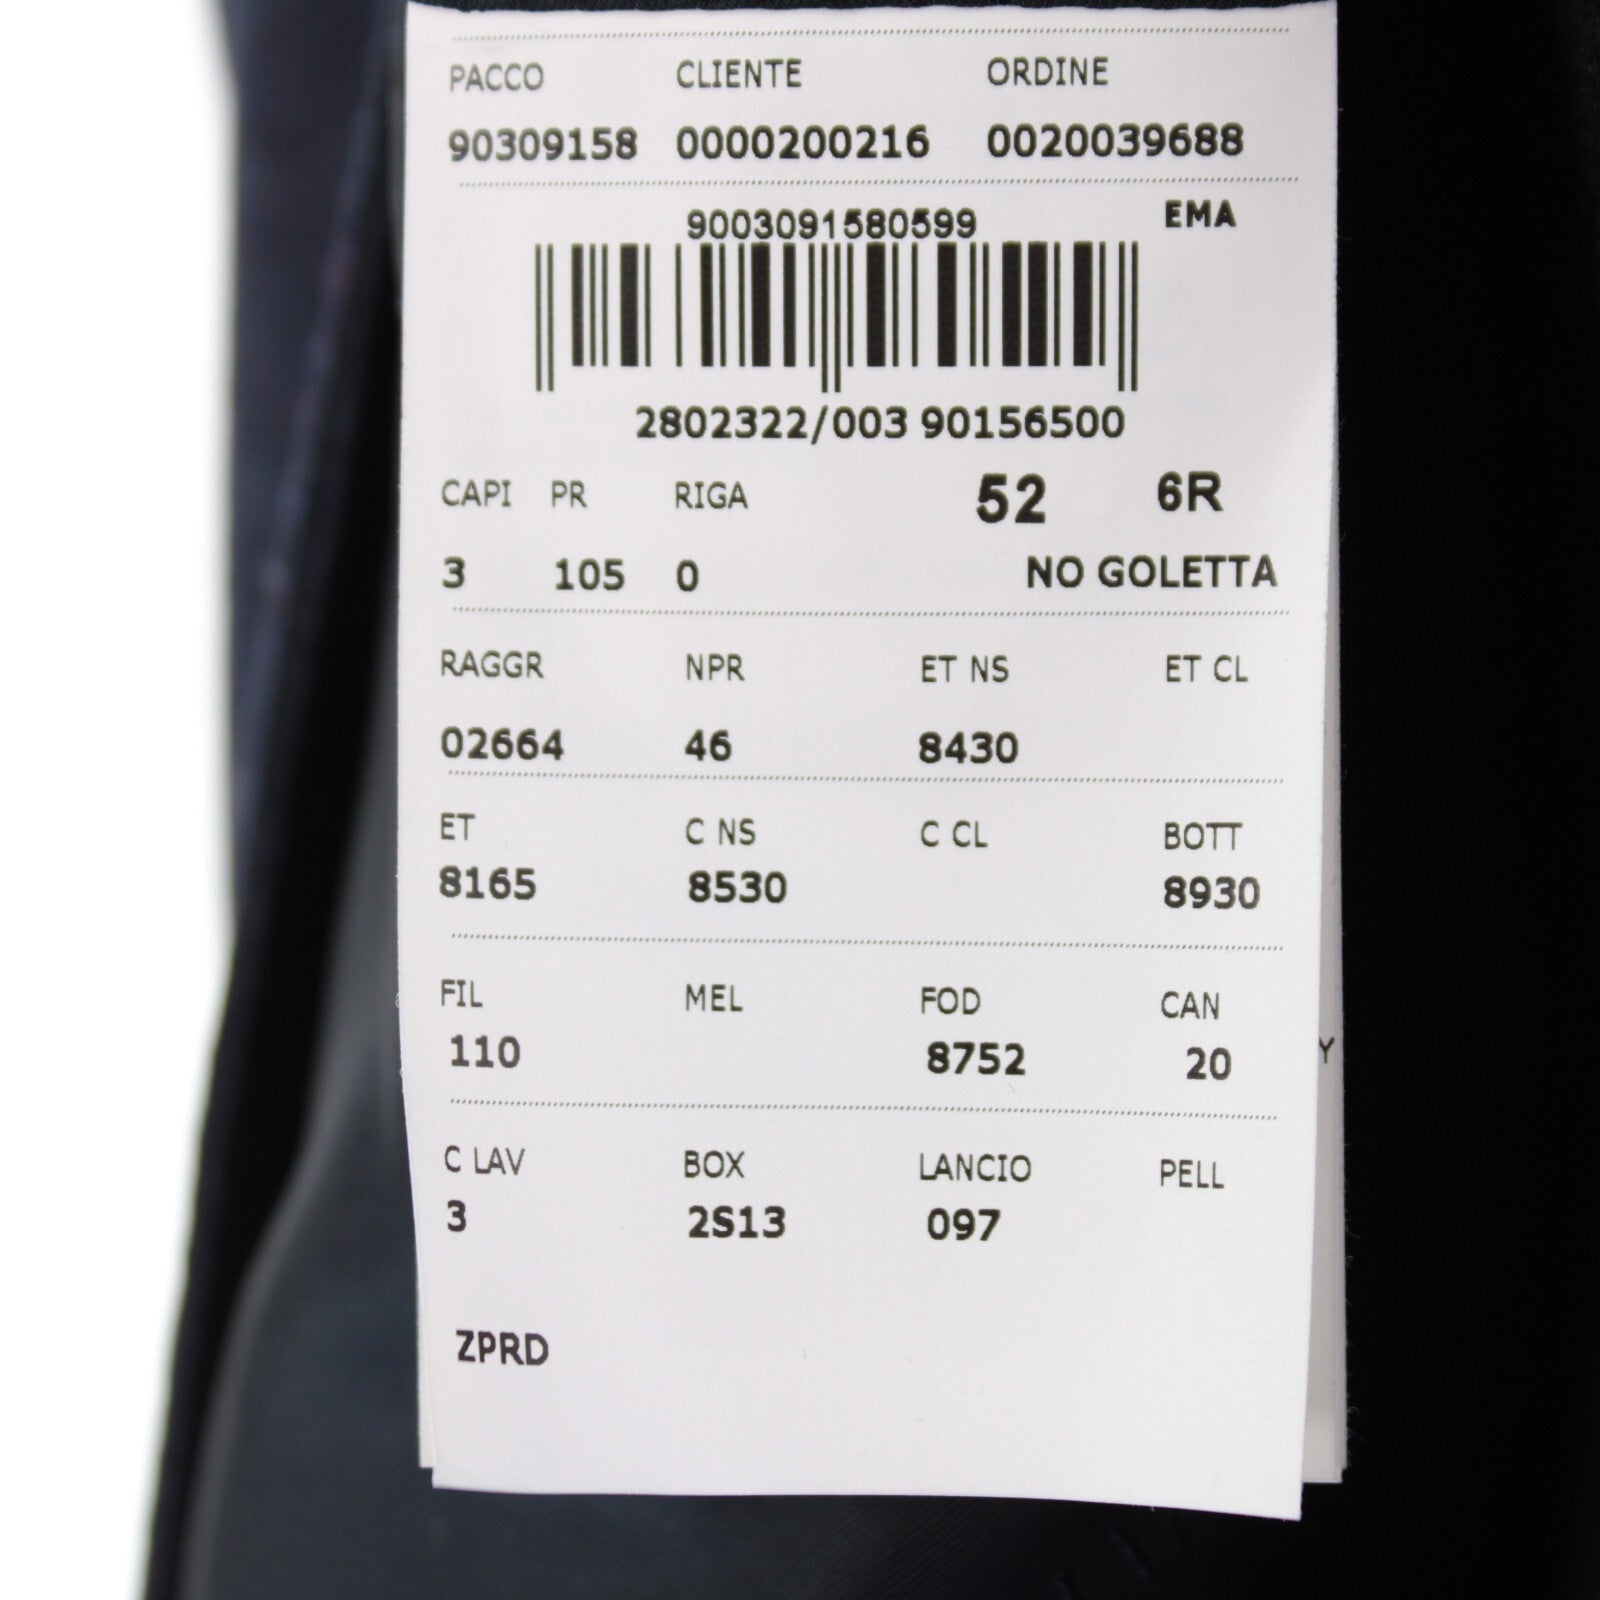 PACCO CLIENTE ORDINE
90309158 0000200216 0020039688
9003091580599 EMA
2802322/003 90156500
CAPI PR RIGA 52 6R
3 105 0 NO GOLETTA
RAGGR NPR ET NS ET CL
02664 46 8430
ET C NS C CL BOTT
8165 8530 8930
FIL MEL FOD CAN
110 8752 20
Y
C LAV BOX LANCIO PELL
3 2S13 097
ZPRD